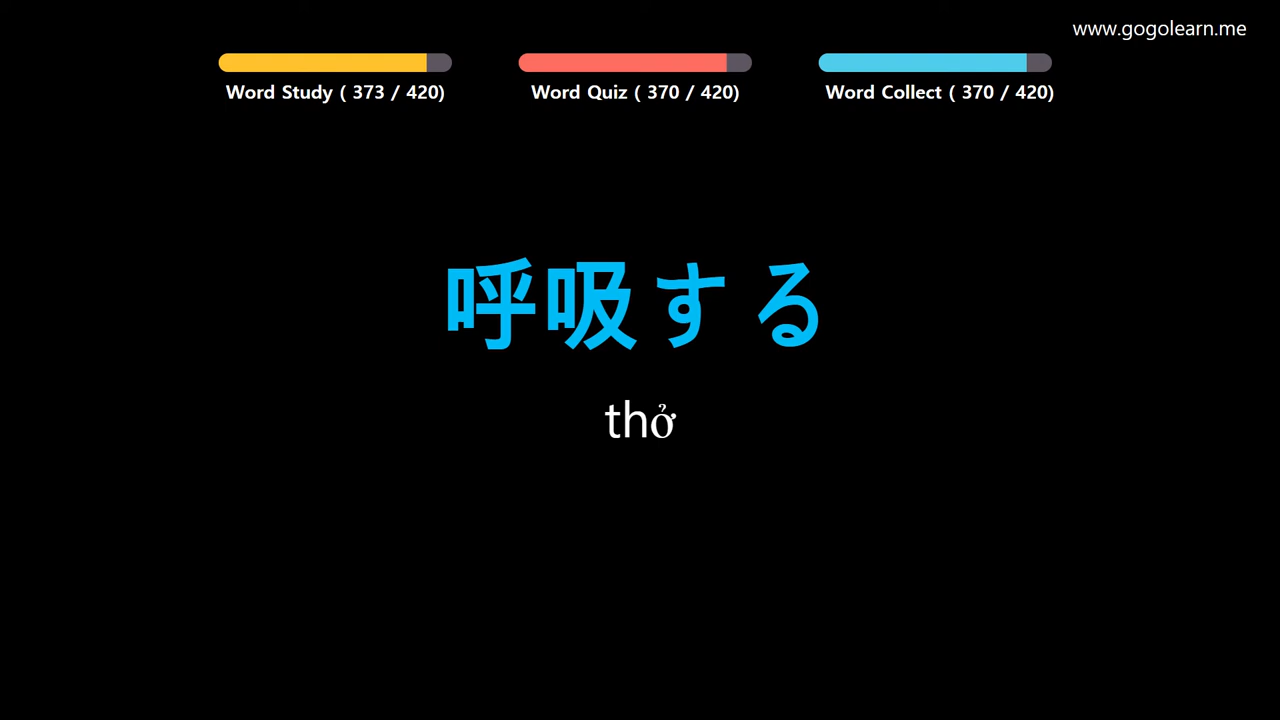 www.gogolearn.me
Word Study ( 373 / 420)
Word Quiz ( 370 / 420)
Word Collect ( 370 / 420)
呼吸する
thở